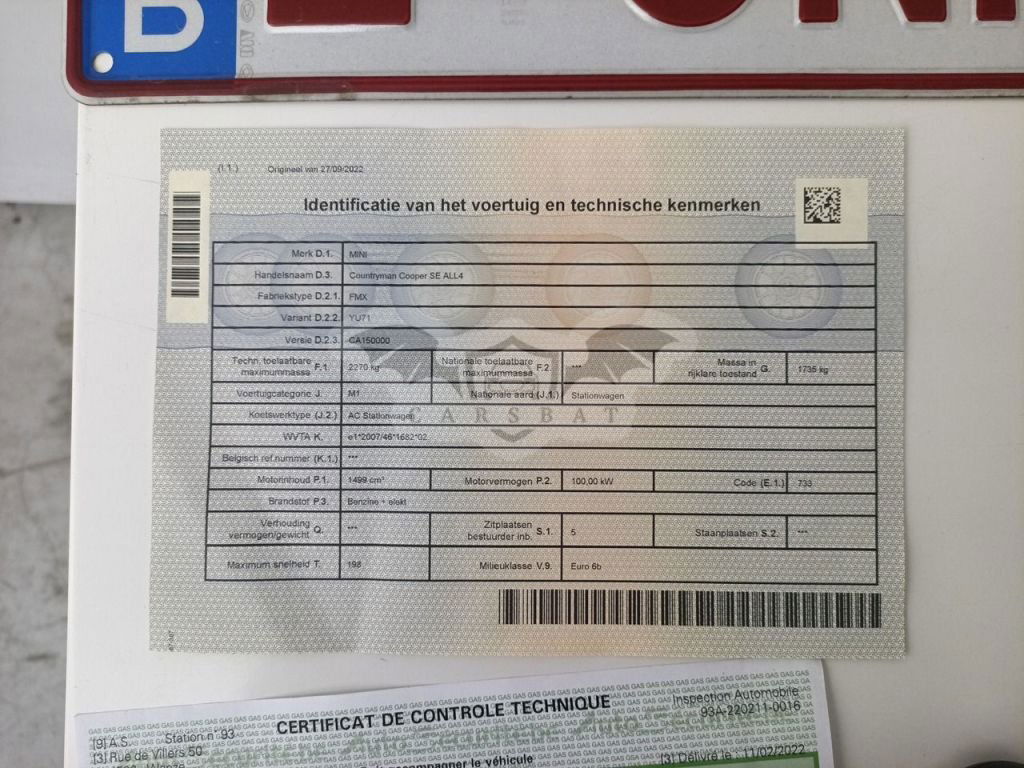 B
(I.1.) Origineel van 27/09/2022
Identificatie van het voertuig en technische kenmerken
Merk D.1. MINI
Handelsnaam D.3. Countryman Cooper SE ALL4
Fabriekstype D.2.1. FMX
Variant D.2.2. YU71
Versie D.2.3. CA150000
Techn. toelaatbare maximummassa F.1. 2270 kg Nationale toelaatbare maximummassa F.2. --- Massa in rijklare toestand G. 1735 kg
Voertuigcategorie J. M1 Nationale aard (J.1.) Stationwagen
Koetswerktype (J.2.) AC Stationwagen
CARSBAT
WVTA K. e1*2007/46*1682*02
Belgisch ref.nummer (K.1.) ---
Motorinhoud P.1. 1499 cm³ Motorvermogen P.2. 100,00 kW Code (E.1.) 733
Brandstof P.3. Benzine + elekt
Verhouding vermogen/gewicht Q. --- Zitplaatsen bestuurder inb. S.1. 5 Staanplaatsen S.2. ---
Maximum snelheid T. 198 Milieuklasse V.9. Euro 6b
CERTIFICAT DE CONTROLE TECHNIQUE
Inspection Automobile
[9] A.S. Station n° 93 93A-220211-0016
[3] Rue de Villers 50
Wanze
accompagner le véhicule
[3] Délivré le : 11/02/2022